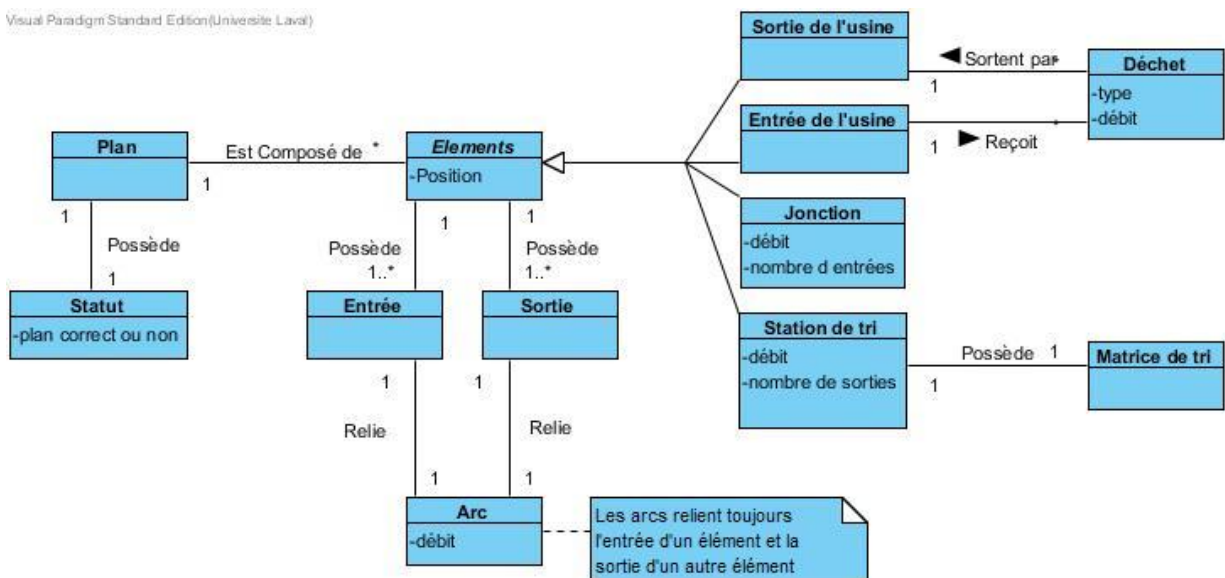 Visual Paradigm Standard Edition(Universite Laval)
Sortie de l'usine
◄ Sortent par
*
1
Déchet
-type
-débit
Entrée de l'usine
1
► Reçoit
*
Plan
Est Composé de
*
1
Elements
-Position
Jonction
-débit
-nombre d entrées
1
Possède
1
Statut
-plan correct ou non
1
Possède
1..*
1
Possède
1..*
Entrée
Sortie
Station de tri
-débit
-nombre de sorties
Possède
1
1
Matrice de tri
1
Relie
1
1
Relie
1
Arc
-débit
Les arcs relient toujours
l'entrée d'un élément et la
sortie d'un autre élément